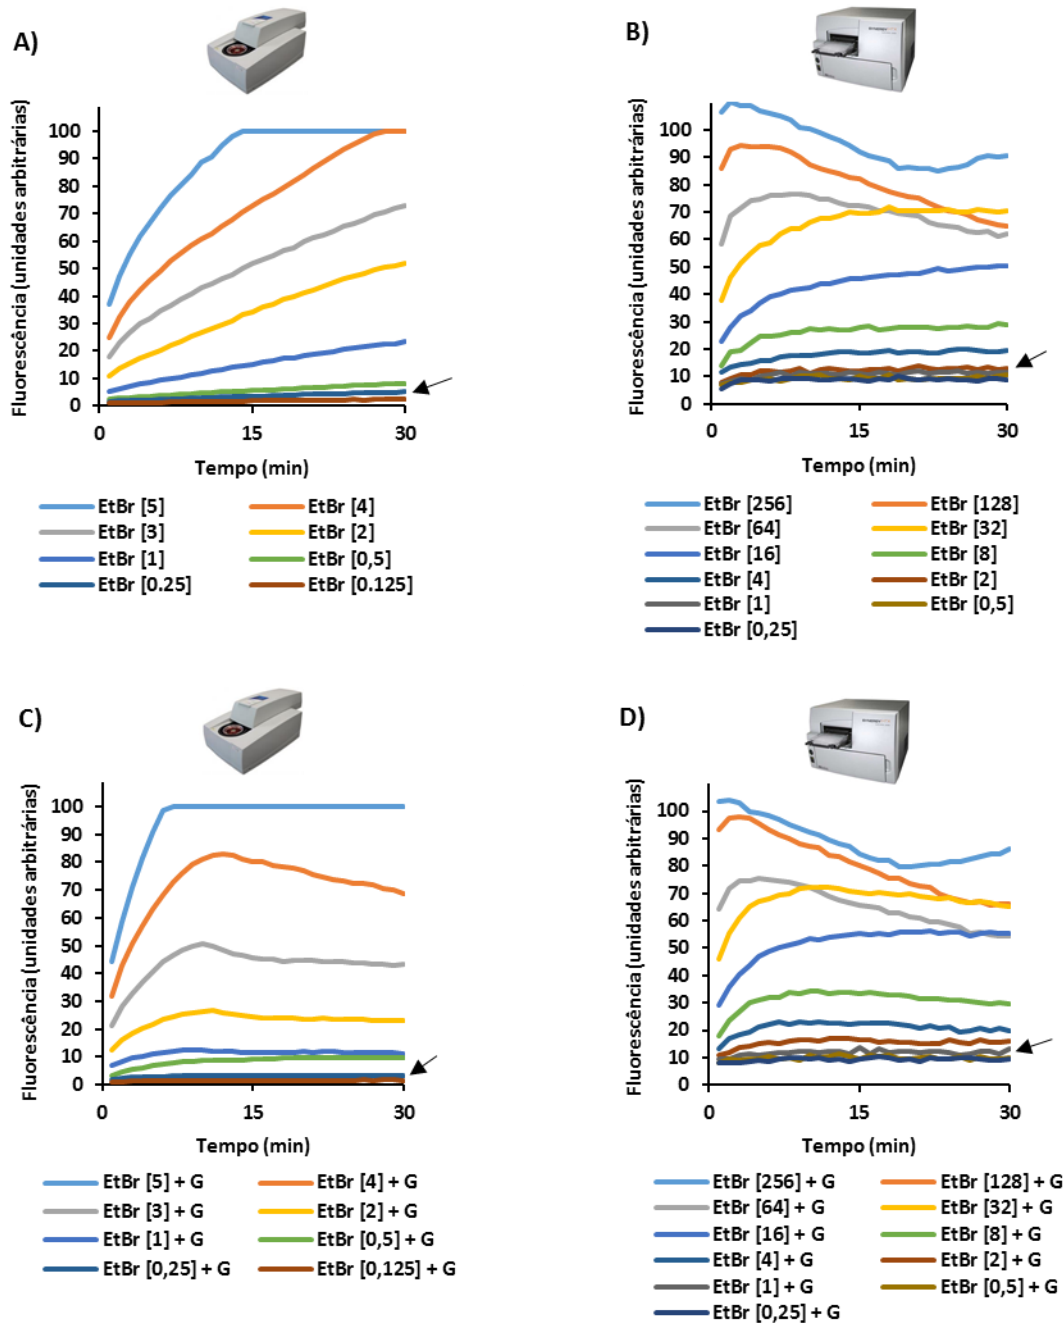 A)
Fluorescência (unidades arbitrárias)
100
90
80
70
60
50
40
30
20
10
0
0 15 30
Tempo (min)
EtBr [5] EtBr [4]
EtBr [3] EtBr [2]
EtBr [1] EtBr [0,5]
EtBr [0.25] EtBr [0.125]
B)
Fluorescência (unidades arbitrárias)
100
90
80
70
60
50
40
30
20
10
0
0 15 30
Tempo (min)
EtBr [256] EtBr [128]
EtBr [64] EtBr [32]
EtBr [16] EtBr [8]
EtBr [4] EtBr [2]
EtBr [1] EtBr [0,5]
EtBr [0,25]
C)
Fluorescência (unidades arbitrárias)
100
90
80
70
60
50
40
30
20
10
0
0 15 30
Tempo (min)
EtBr [5] + G EtBr [4] + G
EtBr [3] + G EtBr [2] + G
EtBr [1] + G EtBr [0,5] + G
EtBr [0,25] + G EtBr [0,125] + G
D)
Fluorescência (unidades arbitrárias)
100
90
80
70
60
50
40
30
20
10
0
0 15 30
Tempo (min)
EtBr [256] + G EtBr [128] + G
EtBr [64] + G EtBr [32] + G
EtBr [16] + G EtBr [8] + G
EtBr [4] + G EtBr [2] + G
EtBr [1] + G EtBr [0,5] + G
EtBr [0,25] + G